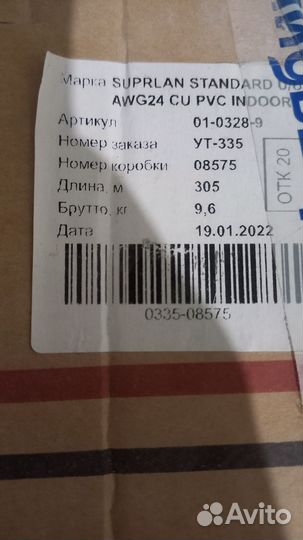 Марка SUPRLAN STANDARD
AWG24 CU PVC INDOOR
Артикул 01-0328-9
Номер заказа УТ-335
Номер коробки 08575
Длина, м 305
Брутто, кг 9,6
Дата 19.01.2022
ОТК 20
0335-08575
Avito